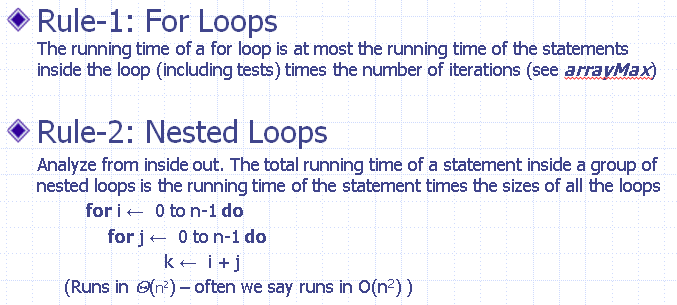 Rule-1: For Loops
The running time of a for loop is at most the running time of the statements
inside the loop (including tests) times the number of iterations (see arrayMax)
Rule-2: Nested Loops
Analyze from inside out. The total running time of a statement inside a group of
nested loops is the running time of the statement times the sizes of all the loops
for i ← 0 to n-1 do
for j ← 0 to n-1 do
k ← i + j
(Runs in Θ(n²) – often we say runs in O(n²) )